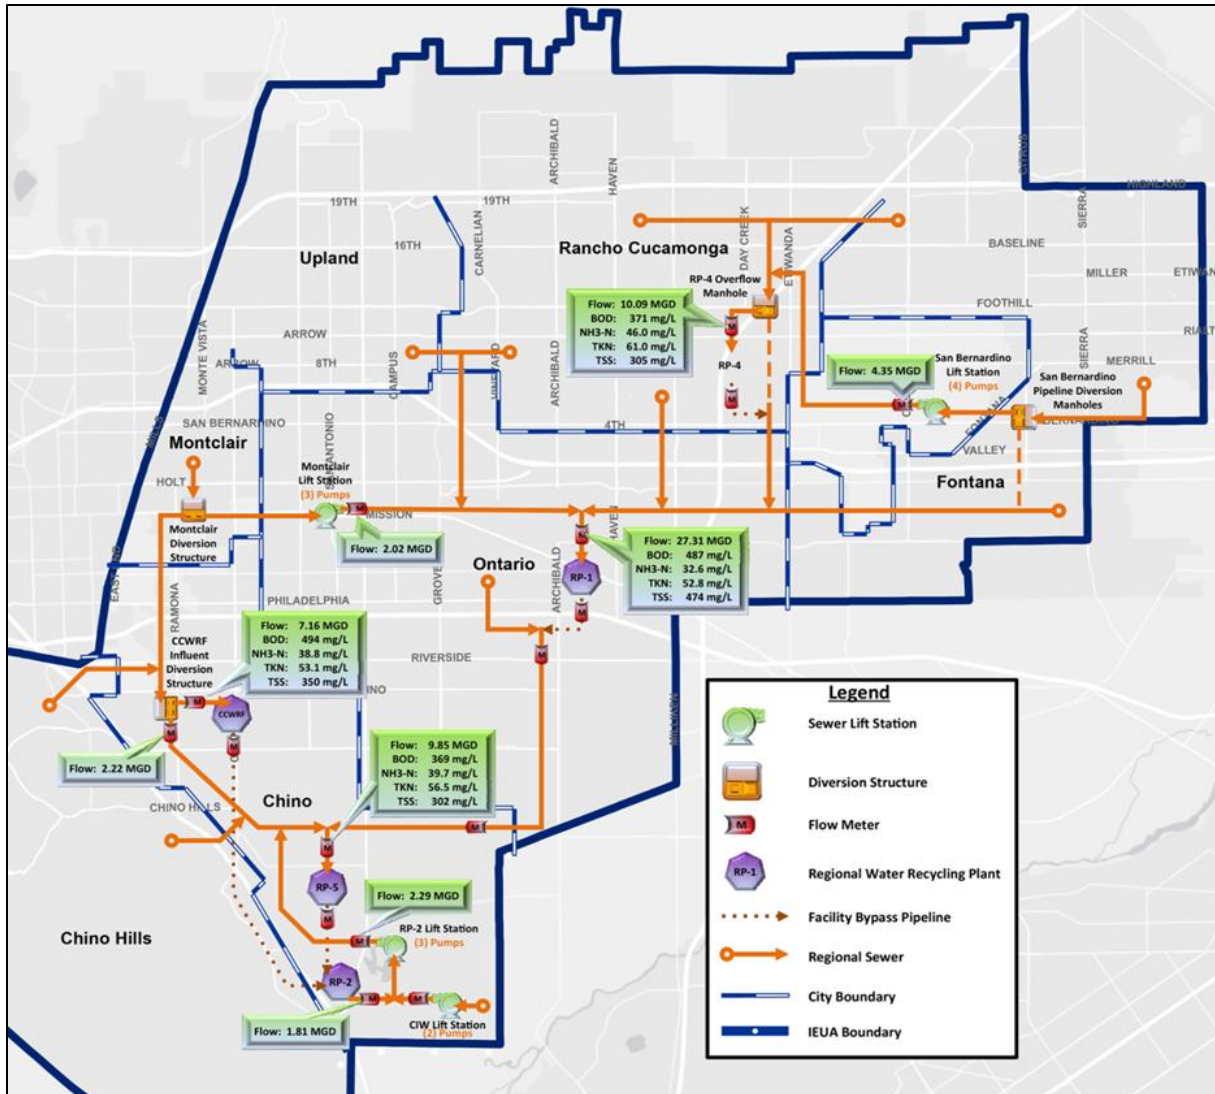 CITRUS
ARCHIBALD
HAVEN
HIGHLAND
SIERRA
19TH
19TH
CARNELIAN
16TH
Upland
Rancho Cucamonga
DAY CREEK
ETIWANDA
BASELINE
MILLER
ETIWAN
RP-4 Overflow
Manhole
Flow: 10.09 MGD
BOD: 371 mg/L
NH3-N: 46.0 mg/L
TKN: 61.0 mg/L
TSS: 305 mg/L
M
RP-4
M
FOOTHILL
RIALT
MONTE VISTA
ARROW
ARROW
8TH
CAMPUS
VINEYARD
ARCHIBALD
SIERRA
MERRILL
Flow: 4.35 MGD
M
San Bernardino
Lift Station
(4) Pumps
San Bernardino
Pipeline Diversion
Manholes
FONTANA
BERNARDINO
VALLEY
Fontana
SAN BERNARDINO
4TH
MILLS
Montclair
SAN ANTONIO
HOLT
Montclair
Lift Station
(3) Pumps
M
MISSION
Flow: 2.02 MGD
Montclair
Diversion
Structure
HAVEN
M
Flow: 27.31 MGD
BOD: 487 mg/L
NH3-N: 32.6 mg/L
TKN: 52.8 mg/L
TSS: 474 mg/L
Ontario
RP-1
M
ARCHIBALD
GROVE
EAST END
RAMONA
PHILADELPHIA
RIVERSIDE
M
CCWRF
Influent
Diversion
Structure
Flow: 7.16 MGD
BOD: 494 mg/L
NH3-N: 38.8 mg/L
TKN: 53.1 mg/L
TSS: 350 mg/L
INO
M
CCWRF
M
M
Flow: 2.22 MGD
MILLIKEN
Flow: 9.85 MGD
BOD: 369 mg/L
NH3-N: 39.7 mg/L
TKN: 56.5 mg/L
TSS: 302 mg/L
CHINO HILLS
Chino
M
M
RP-5
M
Flow: 2.29 MGD
M
RP-2 Lift Station
(3) Pumps
Chino Hills
RP-2
M
M
Flow: 1.81 MGD
CIW Lift Station
(2) Pumps
Legend
Sewer Lift Station
Diversion Structure
M
Flow Meter
RP-1
Regional Water Recycling Plant
Facility Bypass Pipeline
Regional Sewer
City Boundary
IEUA Boundary